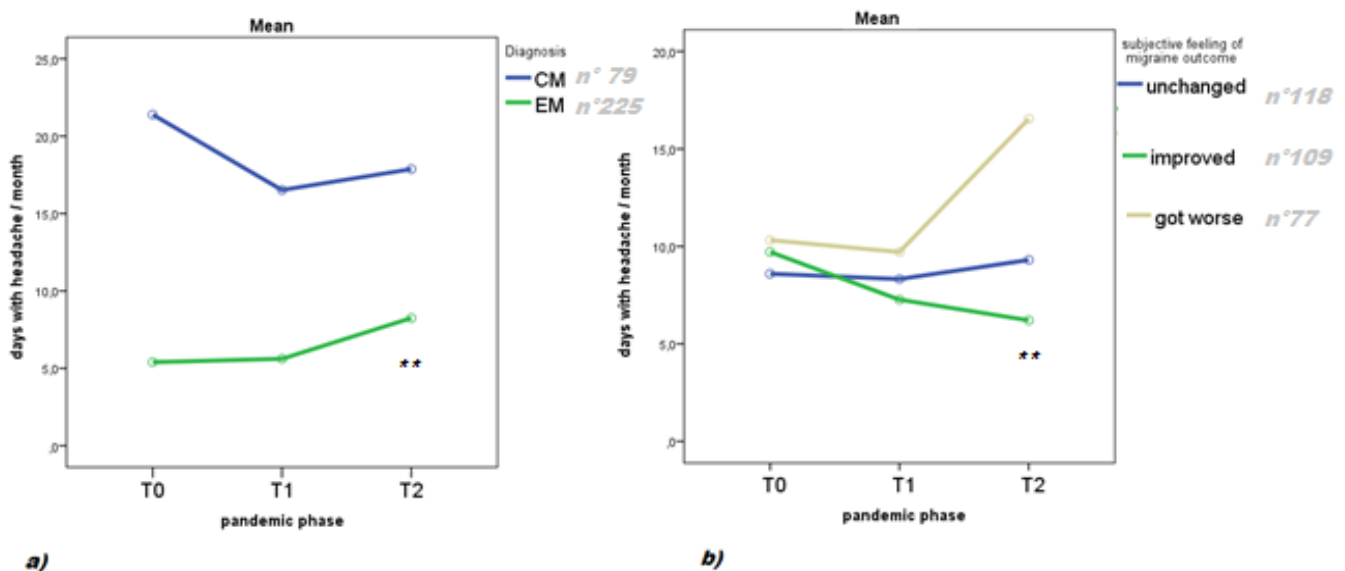 Mean
25,0
20,0
15,0
10,0
5,0
,0
days with headache / month
T0 T1 T2
pandemic phase
**
Diagnosis
CM n° 79
EM n°225
a)
Mean
20,0
15,0
10,0
5,0
,0
days with headache / month
T0 T1 T2
pandemic phase
**
subjective feeling of
migraine outcome
unchanged n°118
improved n°109
got worse n°77
b)